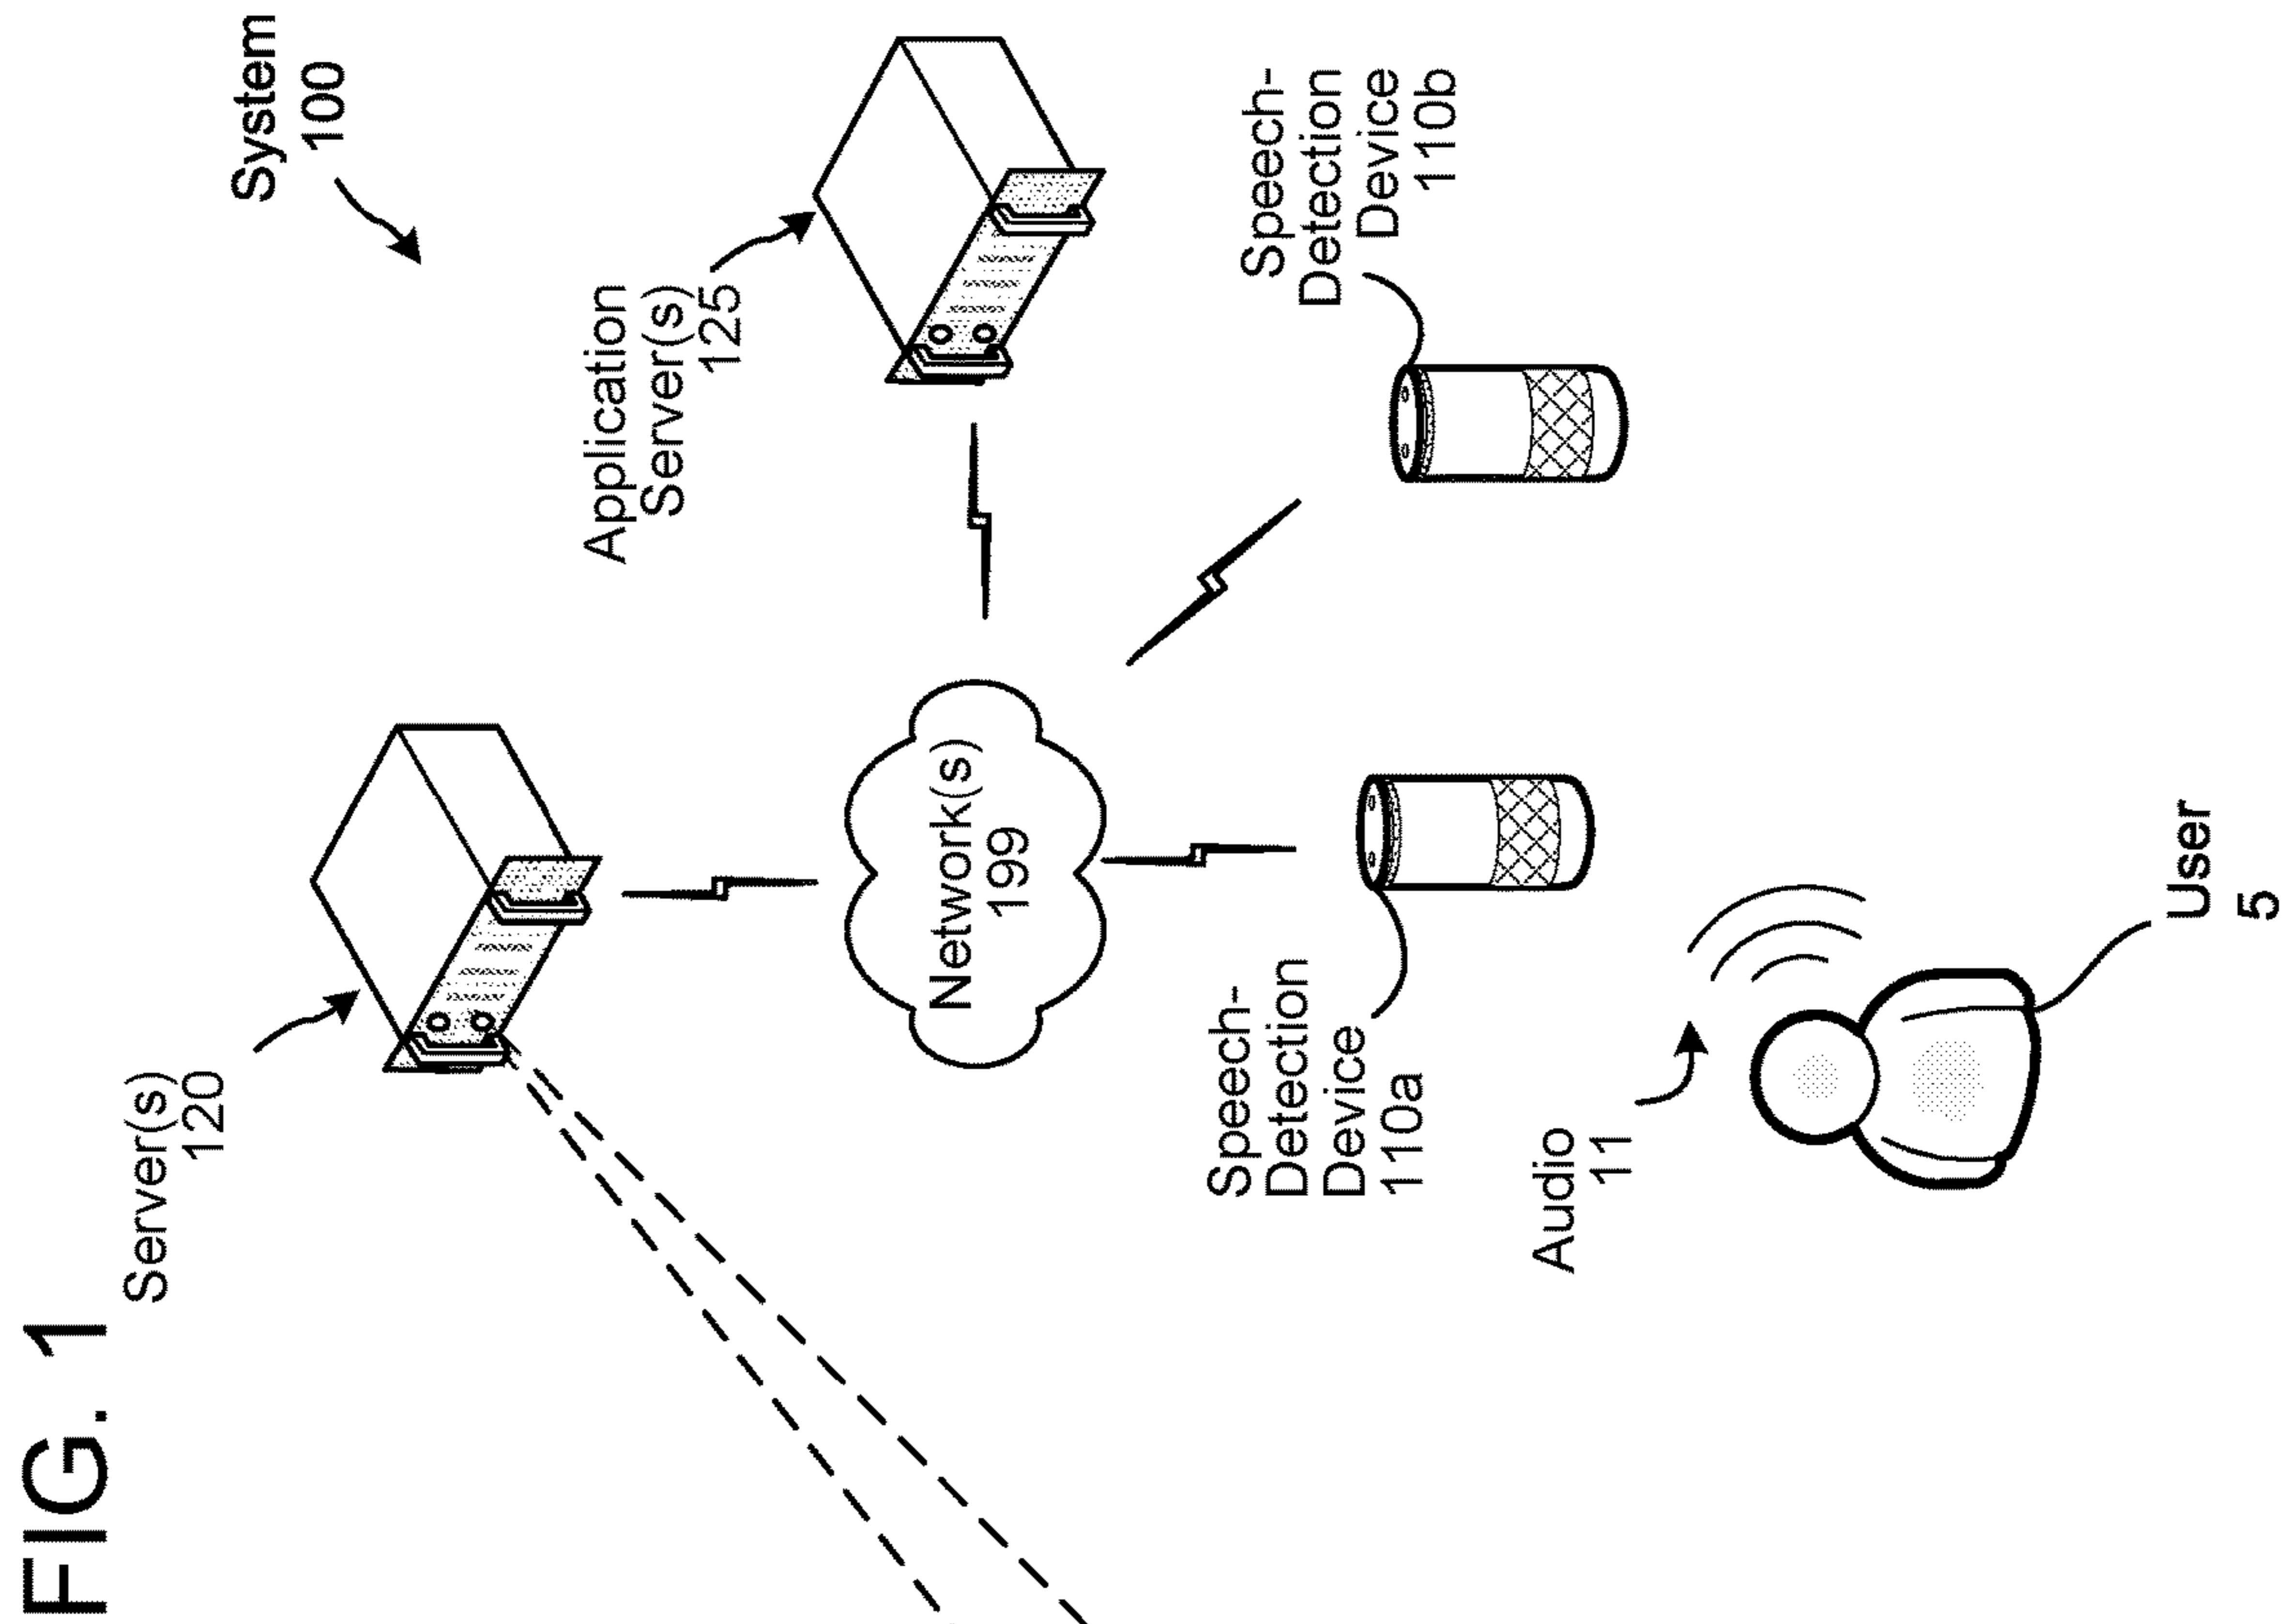 FIG. 1
System
100
Server(s)
120
Application
Server(s)
125
Network(s)
199
Speech-
Detection
Device
110a
Speech-
Detection
Device
110b
Audio
11
User
5